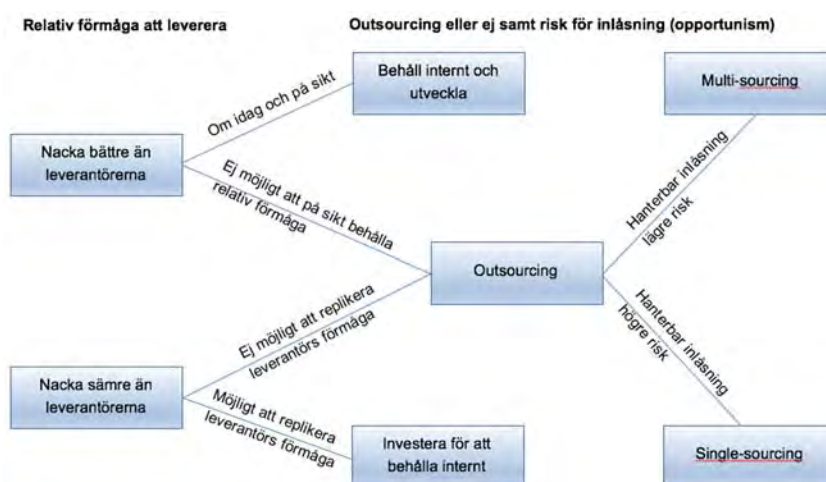 Relativ förmåga att leverera
Outsourcing eller ej samt risk för inlåsning (opportunism)
Behåll internt och
utveckla
Multi-sourcing
Om idag och på sikt
Nacka bättre än
leverantörerna
Ej möjligt att på sikt behålla
relativ förmåga
Hanterbar inlåsning
lägre risk
Outsourcing
Ej möjligt att replikera
leverantörs förmåga
Hanterbar inlåsning
högre risk
Nacka sämre än
leverantörerna
Möjligt att replikera
leverantörs förmåga
Investera för att
behålla internt
Single-sourcing